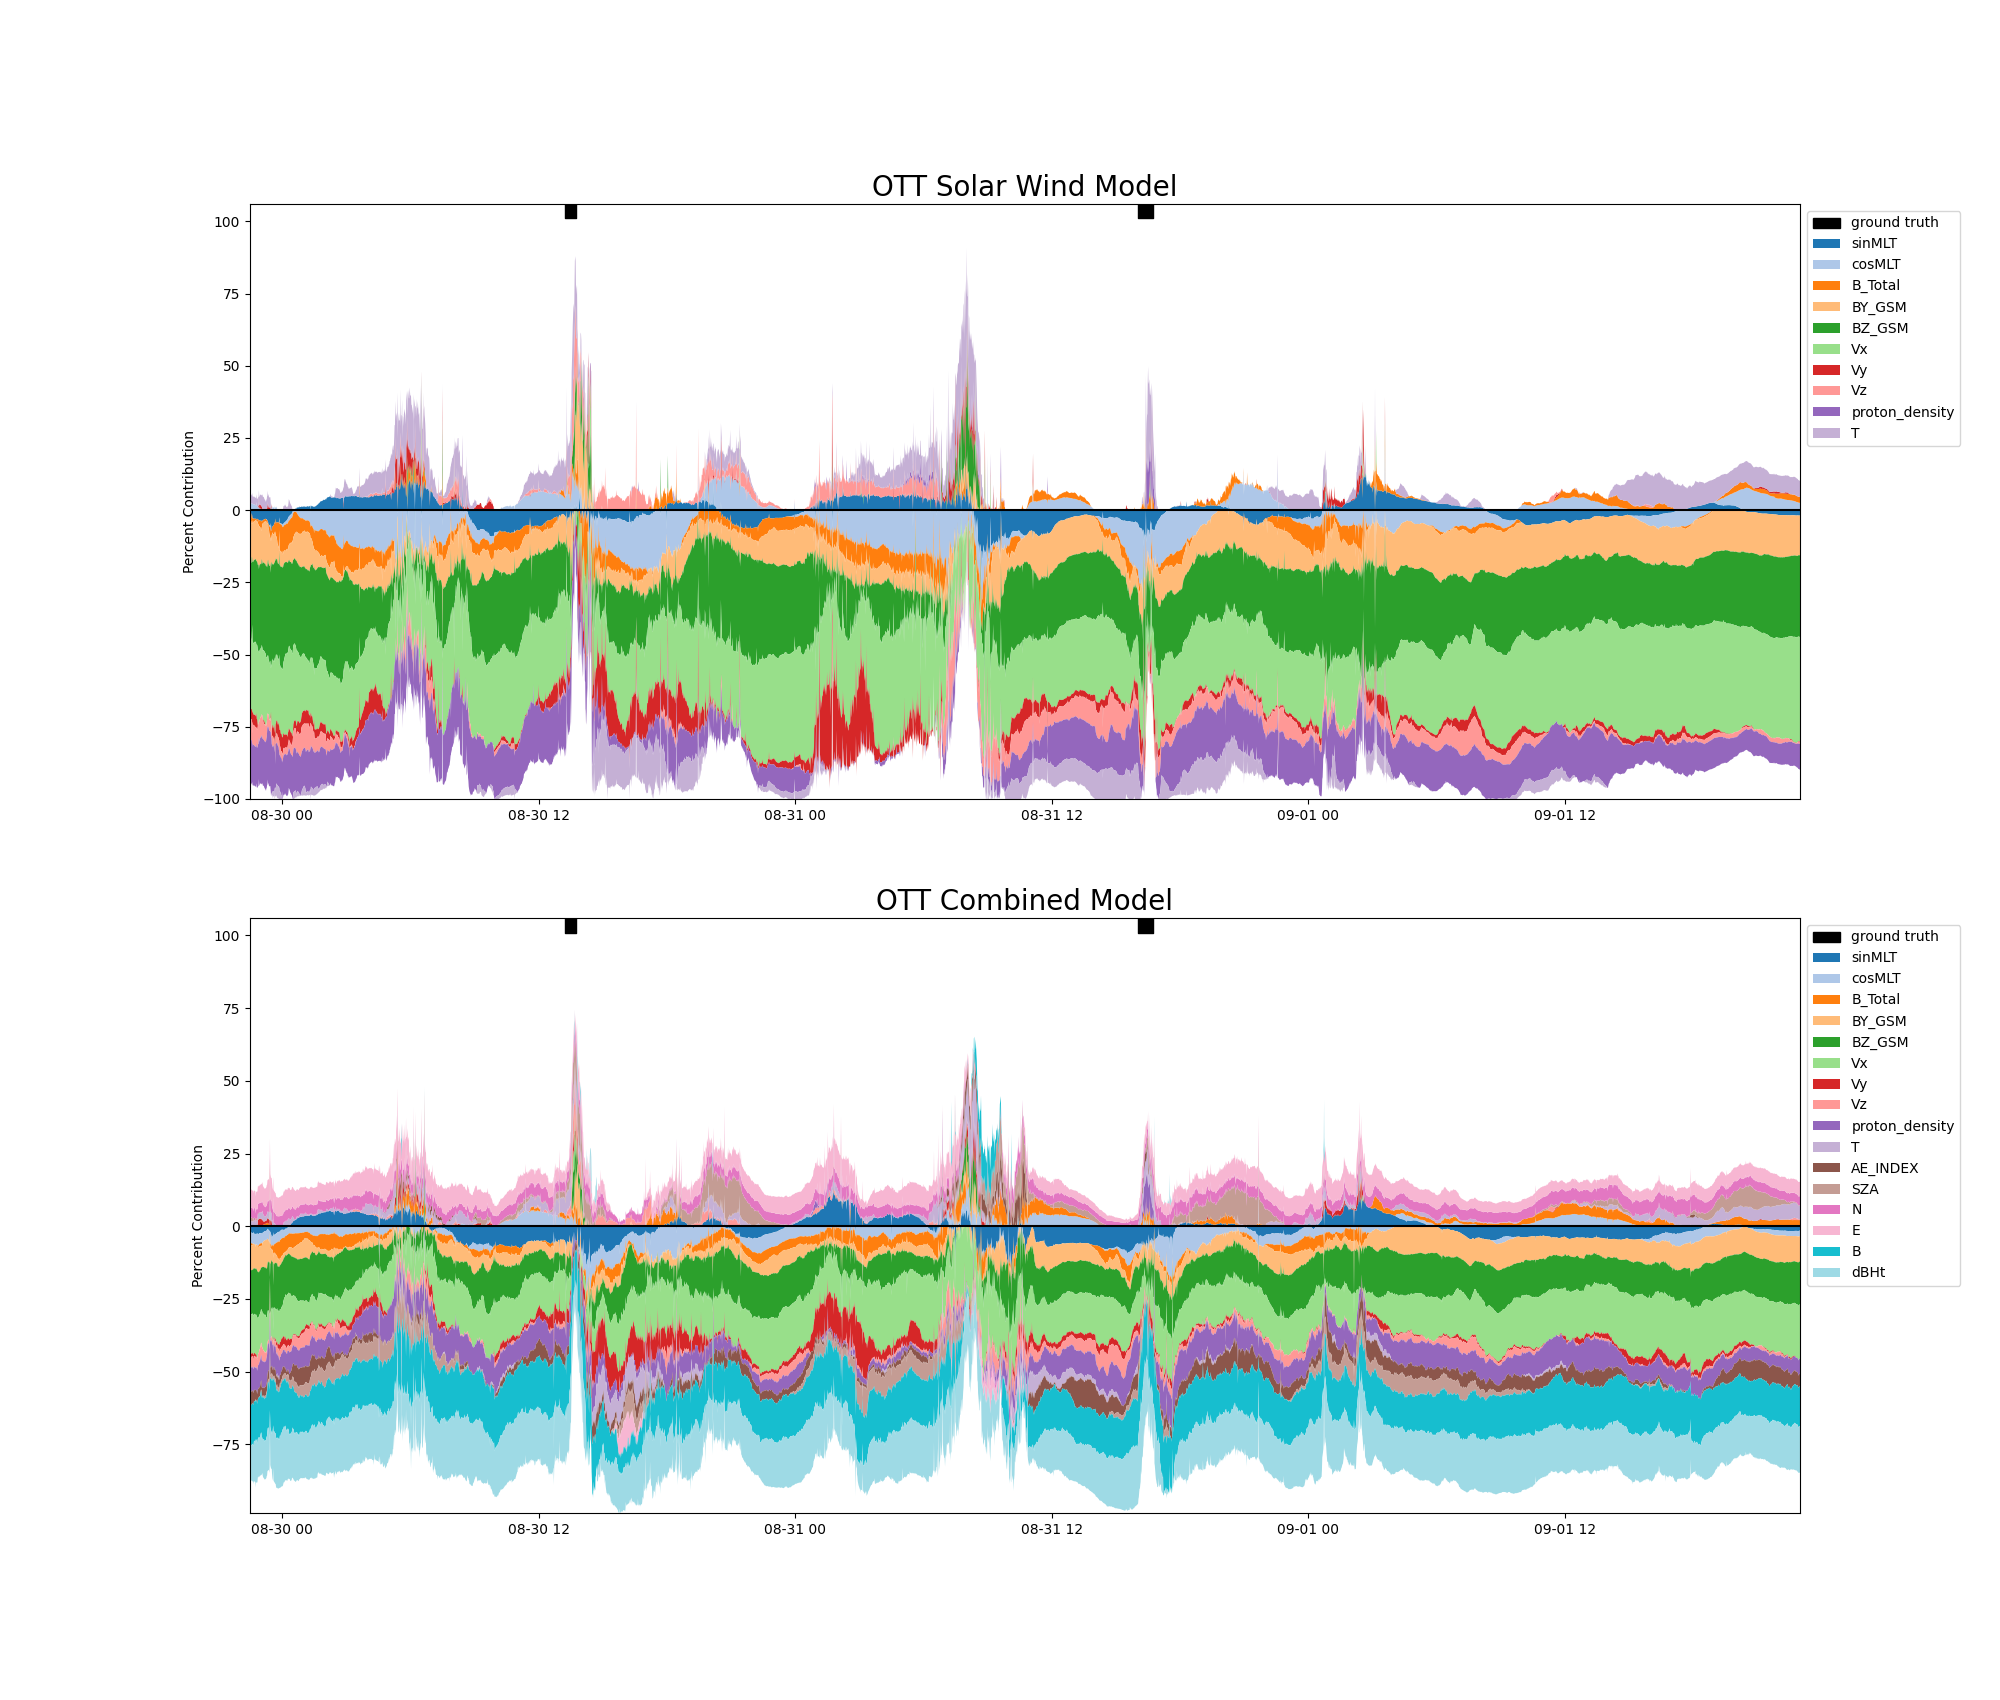 OTT Solar Wind Model
100
75
50
25
0
−25
−50
−75
−100
Percent Contribution
08-30 00
08-30 12
08-31 00
08-31 12
09-01 00
09-01 12
ground truth
sinMLT
cosMLT
B_Total
BY_GSM
BZ_GSM
Vx
Vy
Vz
proton_density
T
OTT Combined Model
100
75
50
25
0
−25
−50
−75
Percent Contribution
08-30 00
08-30 12
08-31 00
08-31 12
09-01 00
09-01 12
ground truth
sinMLT
cosMLT
B_Total
BY_GSM
BZ_GSM
Vx
Vy
Vz
proton_density
T
AE_INDEX
SZA
N
E
B
dBHt